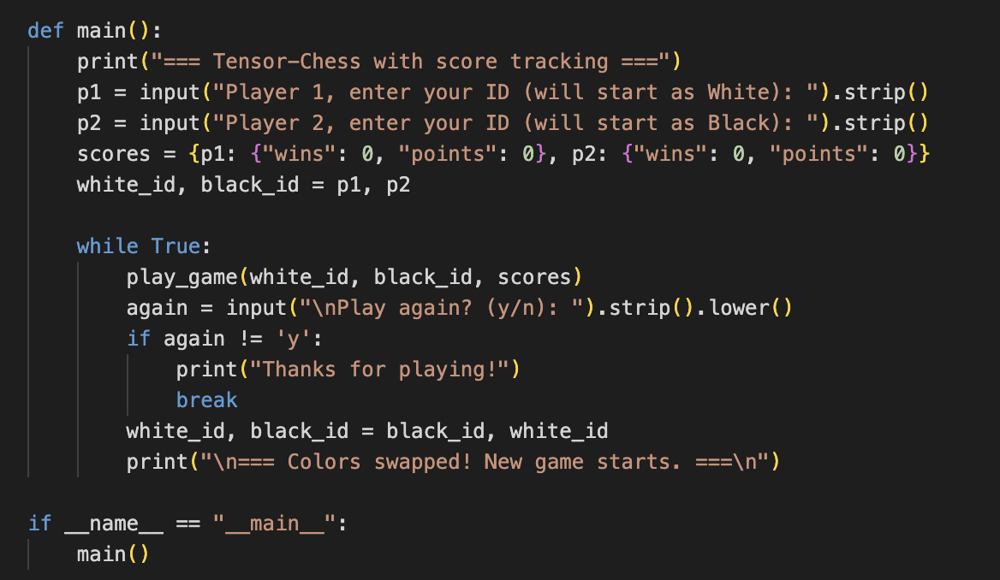 def main():
    print("=== Tensor-Chess with score tracking ===")
    p1 = input("Player 1, enter your ID (will start as White): ").strip()
    p2 = input("Player 2, enter your ID (will start as Black): ").strip()
    scores = {p1: {"wins": 0, "points": 0}, p2: {"wins": 0, "points": 0}}
    white_id, black_id = p1, p2

    while True:
        play_game(white_id, black_id, scores)
        again = input("\nPlay again? (y/n): ").strip().lower()
        if again != 'y':
            print("Thanks for playing!")
            break
        white_id, black_id = black_id, white_id
        print("\n=== Colors swapped! New game starts. ===\n")

if __name__ == "__main__":
    main()